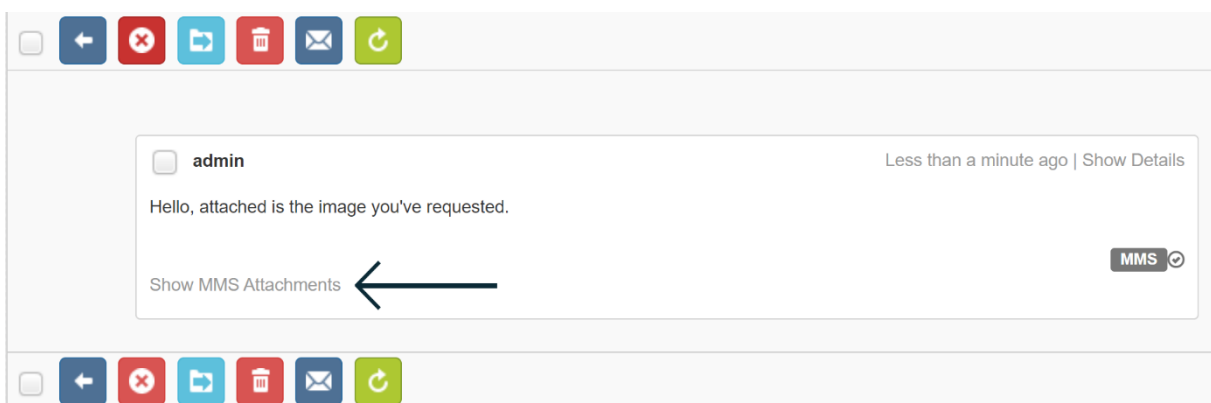 admin
Less than a minute ago | Show Details
Hello, attached is the image you've requested.
MMS
Show MMS Attachments